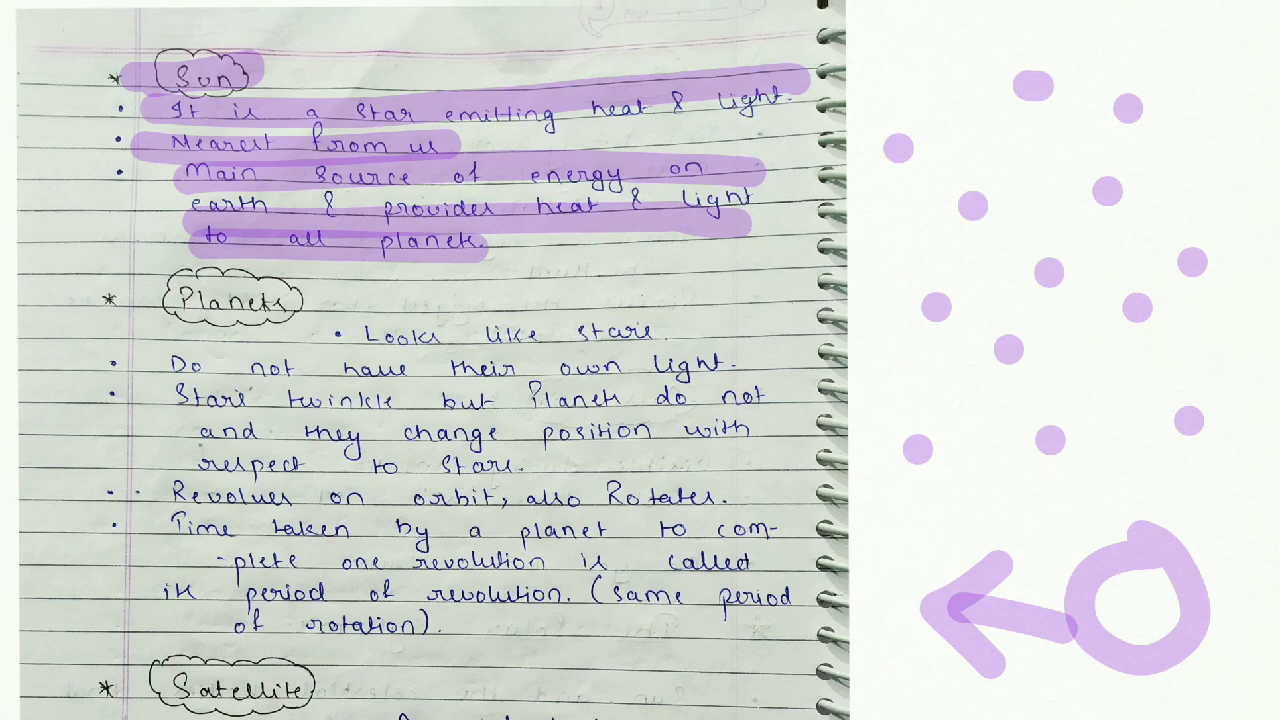 * Sun
• It is a star emitting heat & light.
• Nearest from us
• Main source of energy on
earth & provides heat & light
to all planets.
* Planets
• Looks like stars.
• Do not have their own light.
• Stars twinkle but Planets do not
and they change position with
respect to stars.
• Revolves on orbit, also Rotates.
• Time taken by a planet to com-
-plete one revolution is called
its period of revolution. (same period
of rotation).
* Satellite